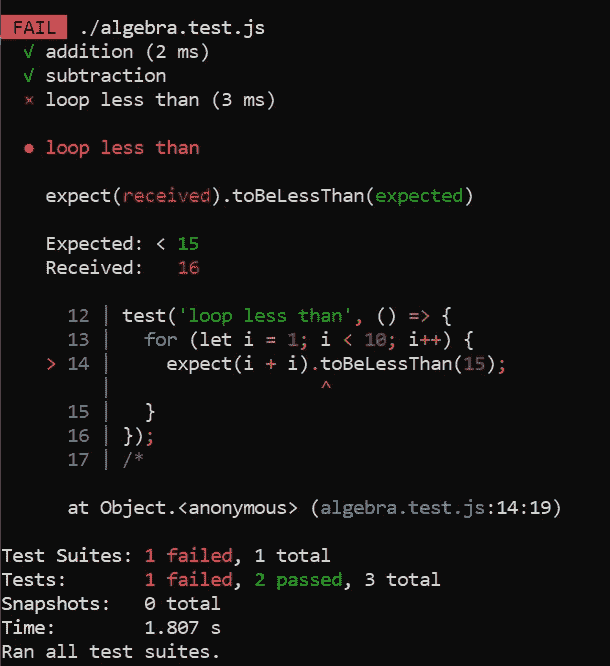 FAIL ./algebra.test.js
√ addition (2 ms)
√ subtraction
× loop less than (3 ms)
● loop less than
expect(received).toBeLessThan(expected)
Expected: < 15
Received:   16
12 | test('loop less than', () => {
13 |   for (let i = 1; i < 10; i++) {
> 14 |     expect(i + i).toBeLessThan(15);
|                   ^
15 |   }
16 | });
17 | /*
at Object.<anonymous> (algebra.test.js:14:19)
Test Suites: 1 failed, 1 total
Tests:       1 failed, 2 passed, 3 total
Snapshots:   0 total
Time:        1.807 s
Ran all test suites.